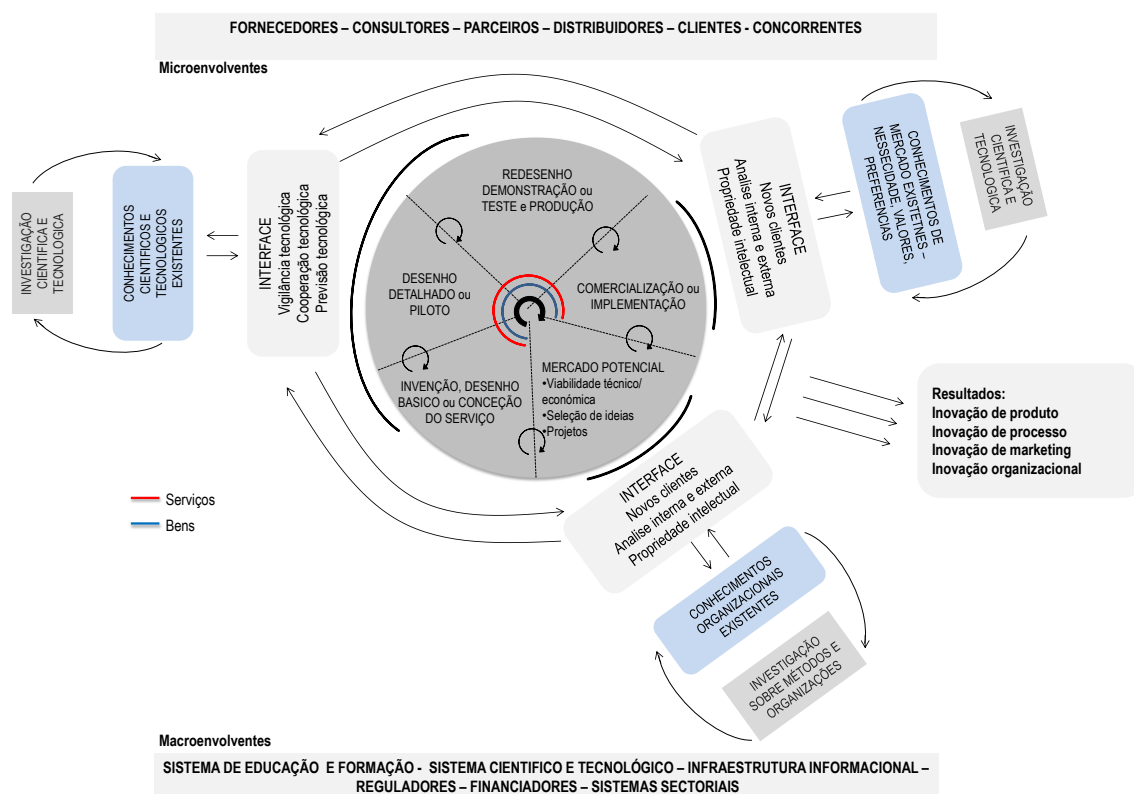 FORNECEDORES – CONSULTORES – PARCEIROS – DISTRIBUIDORES – CLIENTES - CONCORRENTES
Microenvolventes
INVESTIGAÇÃO
CIENTÍFICA E
TECNOLOGICA
CONHECIMENTOS
CIENTIFICOS E
TECNOLOGICOS
EXISTENTES
INTERFACE
Vigilância tecnológica
Cooperação tecnológica
Previsão tecnológica
REDESENHO
DEMONSTRAÇÃO ou
TESTE e PRODUÇÃO
DESENHO
DETALHADO ou
PILOTO
COMERCIALIZAÇÃO ou
IMPLEMENTAÇÃO
INVENÇÃO, DESENHO
BASICO ou CONCEÇÃO
DO SERVIÇO
MERCADO POTENCIAL
•Viabilidade técnico/
económica
•Seleção de ideias
•Projetos
INTERFACE
Novos clientes
Analise interna e externa
Propriedade intelectual
CONHECIMENTOS DE
MERCADO EXISTETNES –
NESSECIDADE, VALORES,
PREFERENCIAS
INVESTIGAÇÃO
CIENTÍFICA E
TECNOLOGICA
Resultados:
Inovação de produto
Inovação de processo
Inovação de marketing
Inovação organizacional
INTERFACE
Novos clientes
Analise interna e externa
Propriedade intelectual
Serviços
Bens
CONHECIMENTOS
ORGANIZACIONAIS
EXISTENTES
INVESTIGAÇÃO
SOBRE MÉTODOS E
ORGANIZAÇÕES
Macroenvolventes
SISTEMA DE EDUCAÇÃO E FORMAÇÃO - SISTEMA CIENTIFICO E TECNOLÓGICO – INFRAESTRUTURA INFORMACIONAL –
REGULADORES – FINANCIADORES – SISTEMAS SECTORIAIS